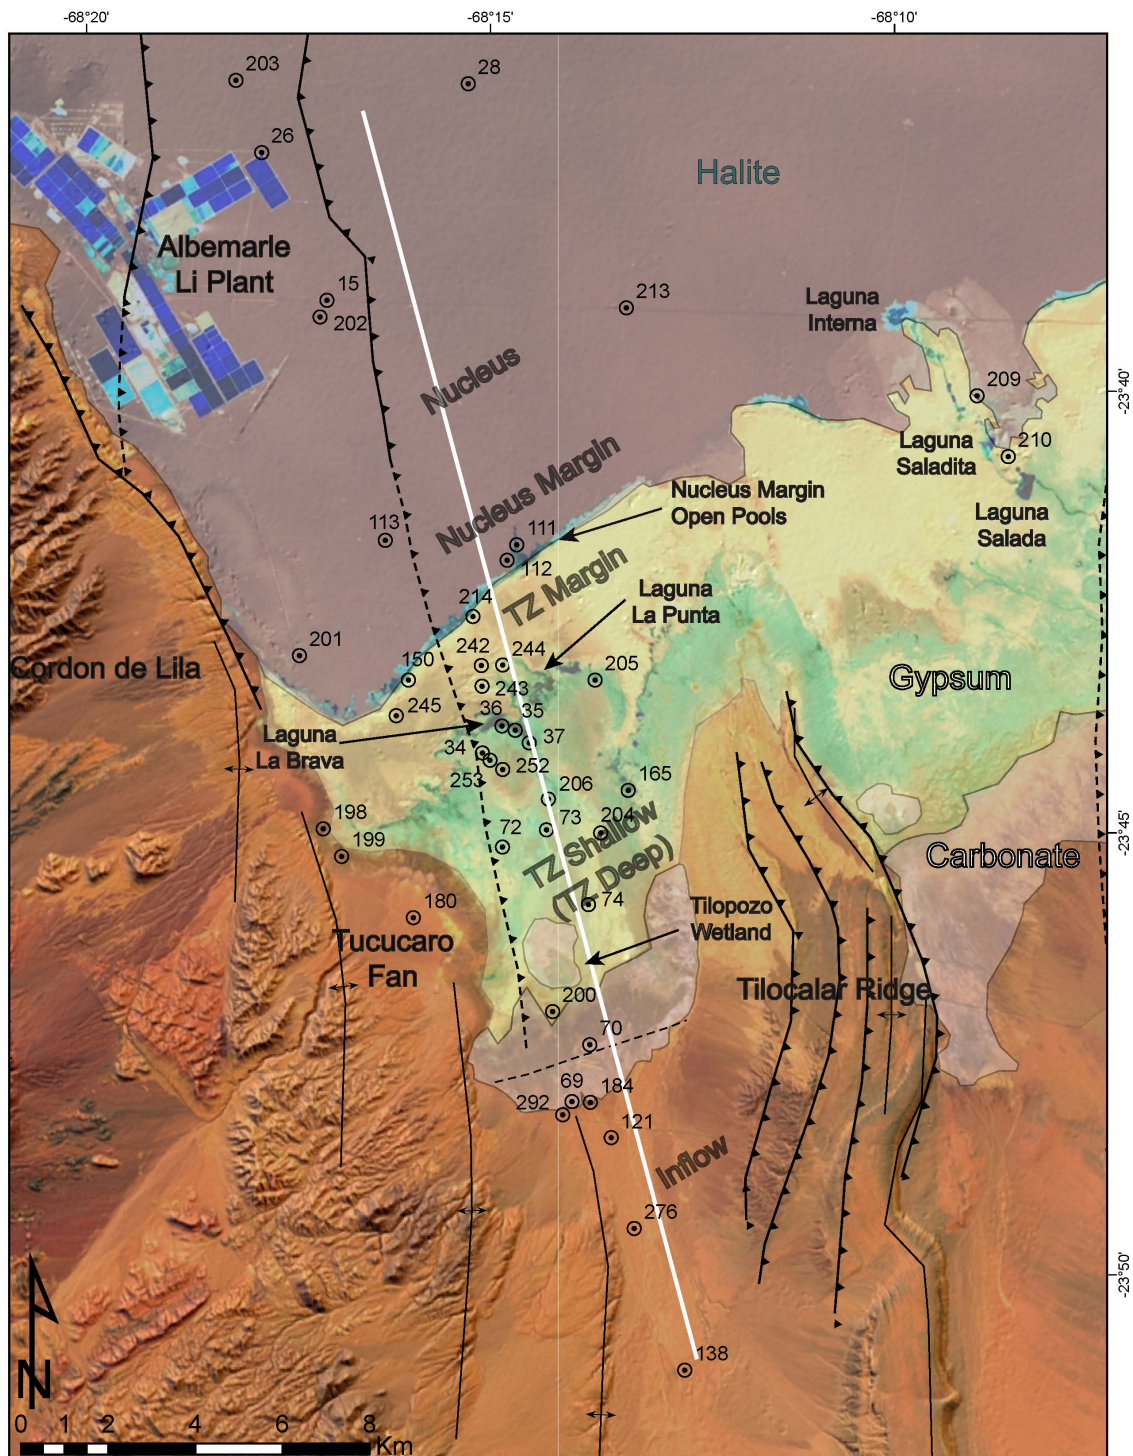 -68°20'
-68°15'
-68°10'
203
28
26
Halite
Albemarle
Li Plant
15
202
213
Laguna
Interna
Nucleus
-23°40'
209
Laguna
Saladita
210
Nucleus Margin
Nucleus Margin
Open Pools
Laguna
Salada
113
111
112
TZ Margin
Laguna
La Punta
214
201
242
244
205
150
243
Cordon de Lila
Gypsum
245
36
35
37
Laguna
La Brava
34
253
252
206
165
198
199
72
73
204
-23°45'
TZ Shallow
(TZ Deep)
Carbonate
74
180
Tucucaro
Fan
Tilopozo
Wetland
Tilocalar Ridge
200
70
69
184
292
121
Inflow
276
-23°50'
138
N
0 1 2 4 6 8
Km